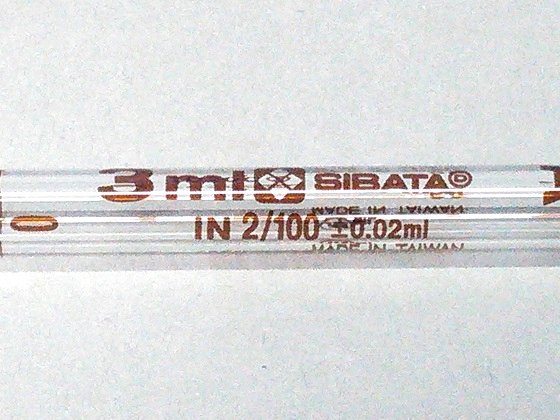 3 ml SIBATA ©
IN 2/100 ±0.02ml
MADE IN TAIWAN
0